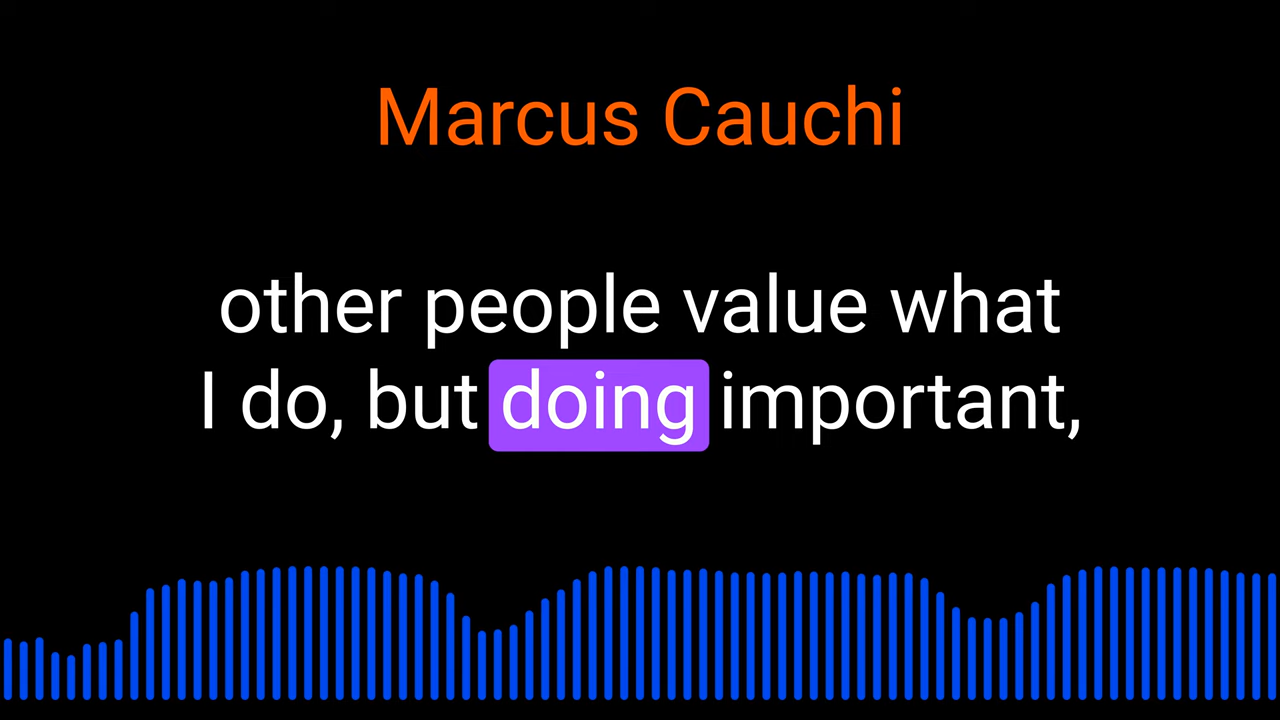 Marcus Cauchi
other people value what
I do, but doing important,